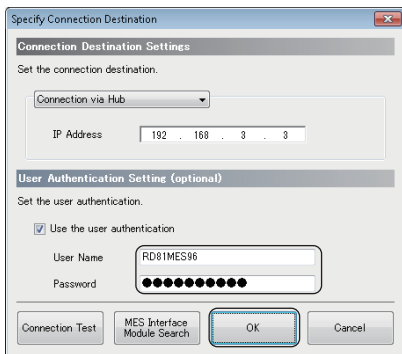 Specify Connection Destination
Connection Destination Settings
Set the connection destination.
Connection via Hub
IP Address 192 . 168 . 3 . 3
User Authentication Setting (optional)
Set the user authentication.
Use the user authentication
User Name RD81MES96
Password ●●●●●●●●●●
Connection Test
MES Interface
Module Search
OK
Cancel